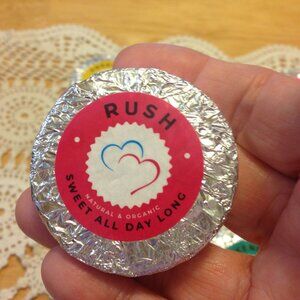 RUSH
NATURAL & ORGANIC
SWEET ALL DAY LONG